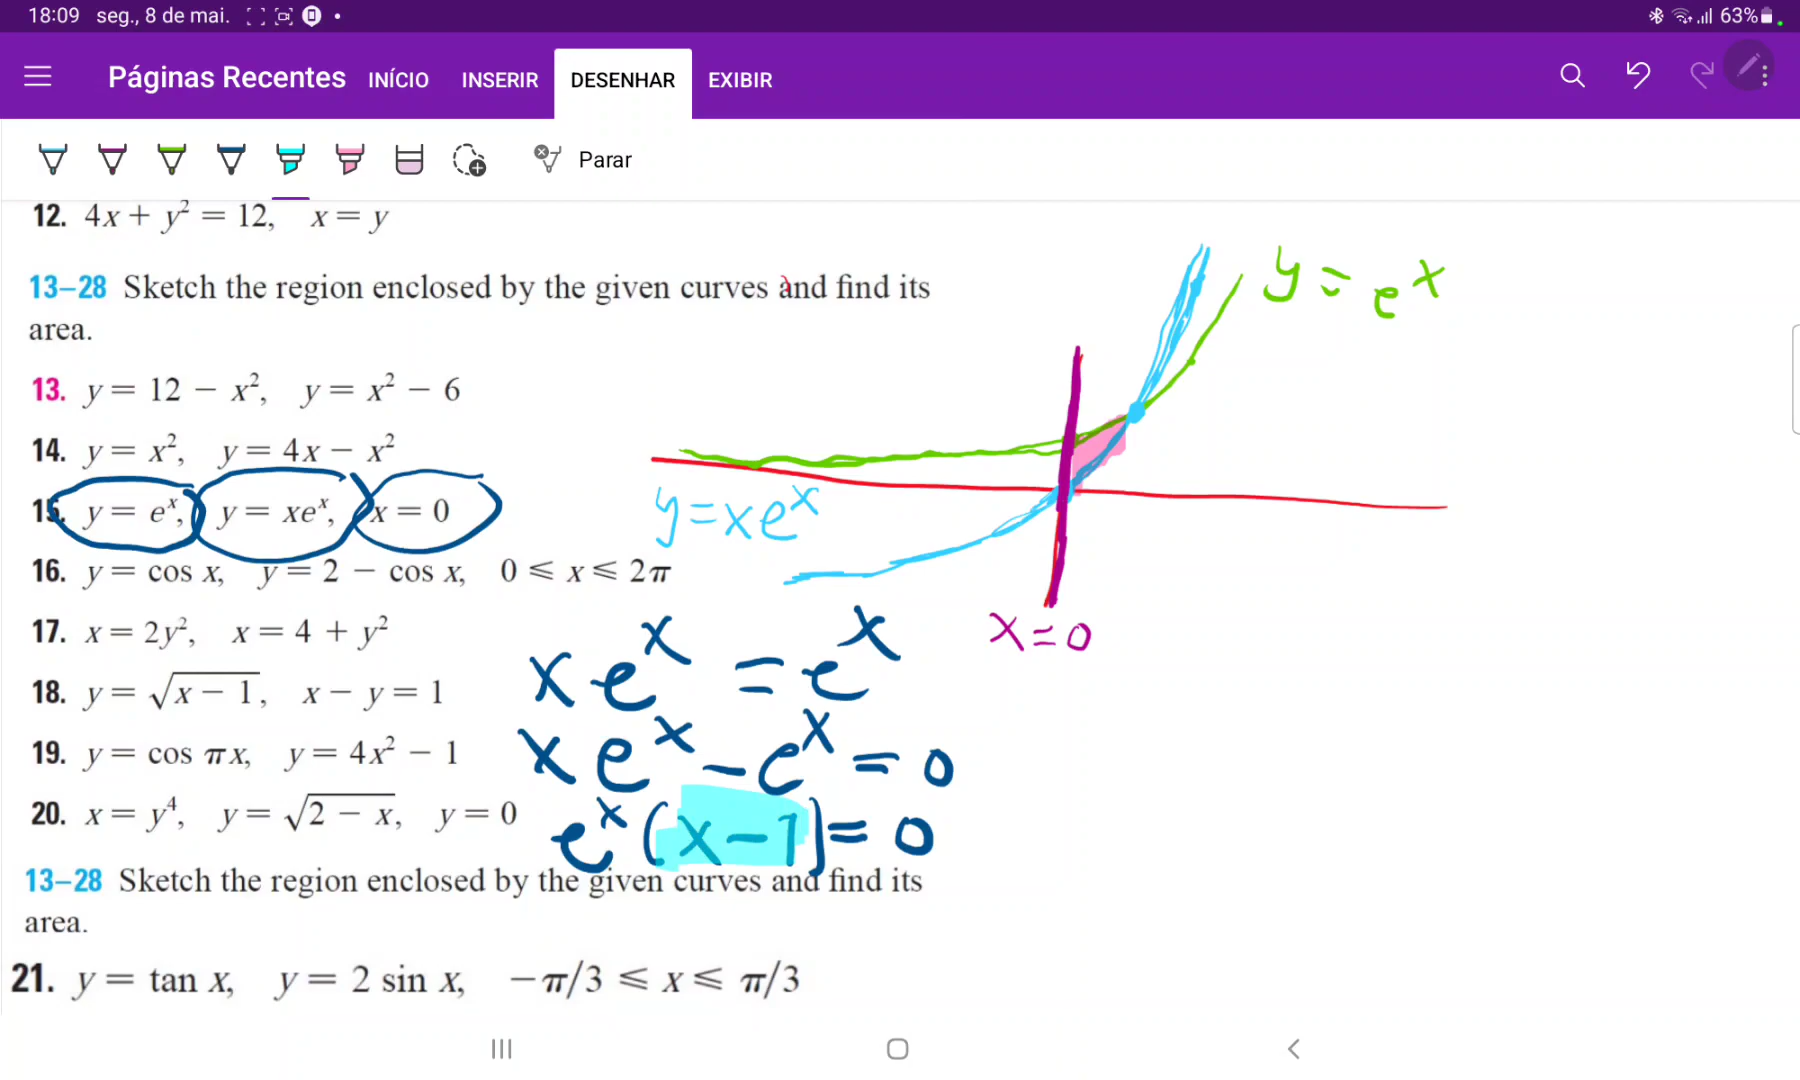 18:09 seg., 8 de mai. 63%
Páginas Recentes INÍCIO INSERIR DESENHAR EXIBIR
Parar
12. 4x + y² = 12, x = y
13–28 Sketch the region enclosed by the given curves and find its
area.
13. y = 12 − x², y = x² − 6
14. y = x², y = 4x − x²
15. y = eˣ, y = xeˣ, x = 0
16. y = cos x, y = 2 − cos x, 0 ⩽ x ⩽ 2π
17. x = 2y², x = 4 + y²
18. y = √(x − 1), x − y = 1
19. y = cos πx, y = 4x² − 1
20. x = y⁴, y = √(2 − x), y = 0
13–28 Sketch the region enclosed by the given curves and find its
area.
21. y = tan x, y = 2 sin x, −π/3 ⩽ x ⩽ π/3
y = eˣ
y = xeˣ
x = 0
xeˣ = eˣ
xeˣ − eˣ = 0
eˣ(x − 1) = 0